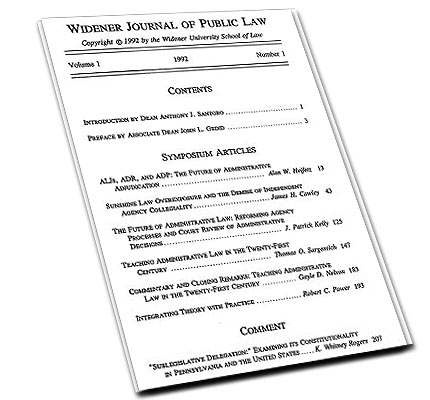 WIDENER JOURNAL OF PUBLIC LAW
Copyright © 1992 by the Widener University School of Law
Volume 1 1992 Number 1
CONTENTS
INTRODUCTION BY DEAN ANTHONY J. SANTORO 1
PREFACE BY ASSOCIATE DEAN JOHN L. GEDID 3
SYMPOSIUM ARTICLES
ALJS, ADR, AND ADP: THE FUTURE OF ADMINISTRATIVE
ADJUDICATION Alan W. Heifetz 13
SUNSHINE LAW OVEREXPOSURE AND THE DEMISE OF INDEPENDENT
AGENCY COLLEGIALITY James H. Cawley 43
THE FUTURE OF ADMINISTRATIVE LAW: REFORMING AGENCY
PROCESSES AND COURT REVIEW OF ADMINISTRATIVE
DECISIONS J. Patrick Kelly 125
TEACHING ADMINISTRATIVE LAW IN THE TWENTY-FIRST
CENTURY Thomas O. Sargentich 147
COMMENTARY AND CLOSING REMARKS: TEACHING ADMINISTRATIVE
LAW IN THE TWENTY-FIRST CENTURY Gayle D. Nelson 183
INTEGRATING THEORY WITH PRACTICE Robert C. Power 193
COMMENT
"SUBLEGISLATIVE DELEGATION:" EXAMINING ITS CONSTITUTIONALITY
IN PENNSYLVANIA AND THE UNITED STATES K. Whitney Rogers 203